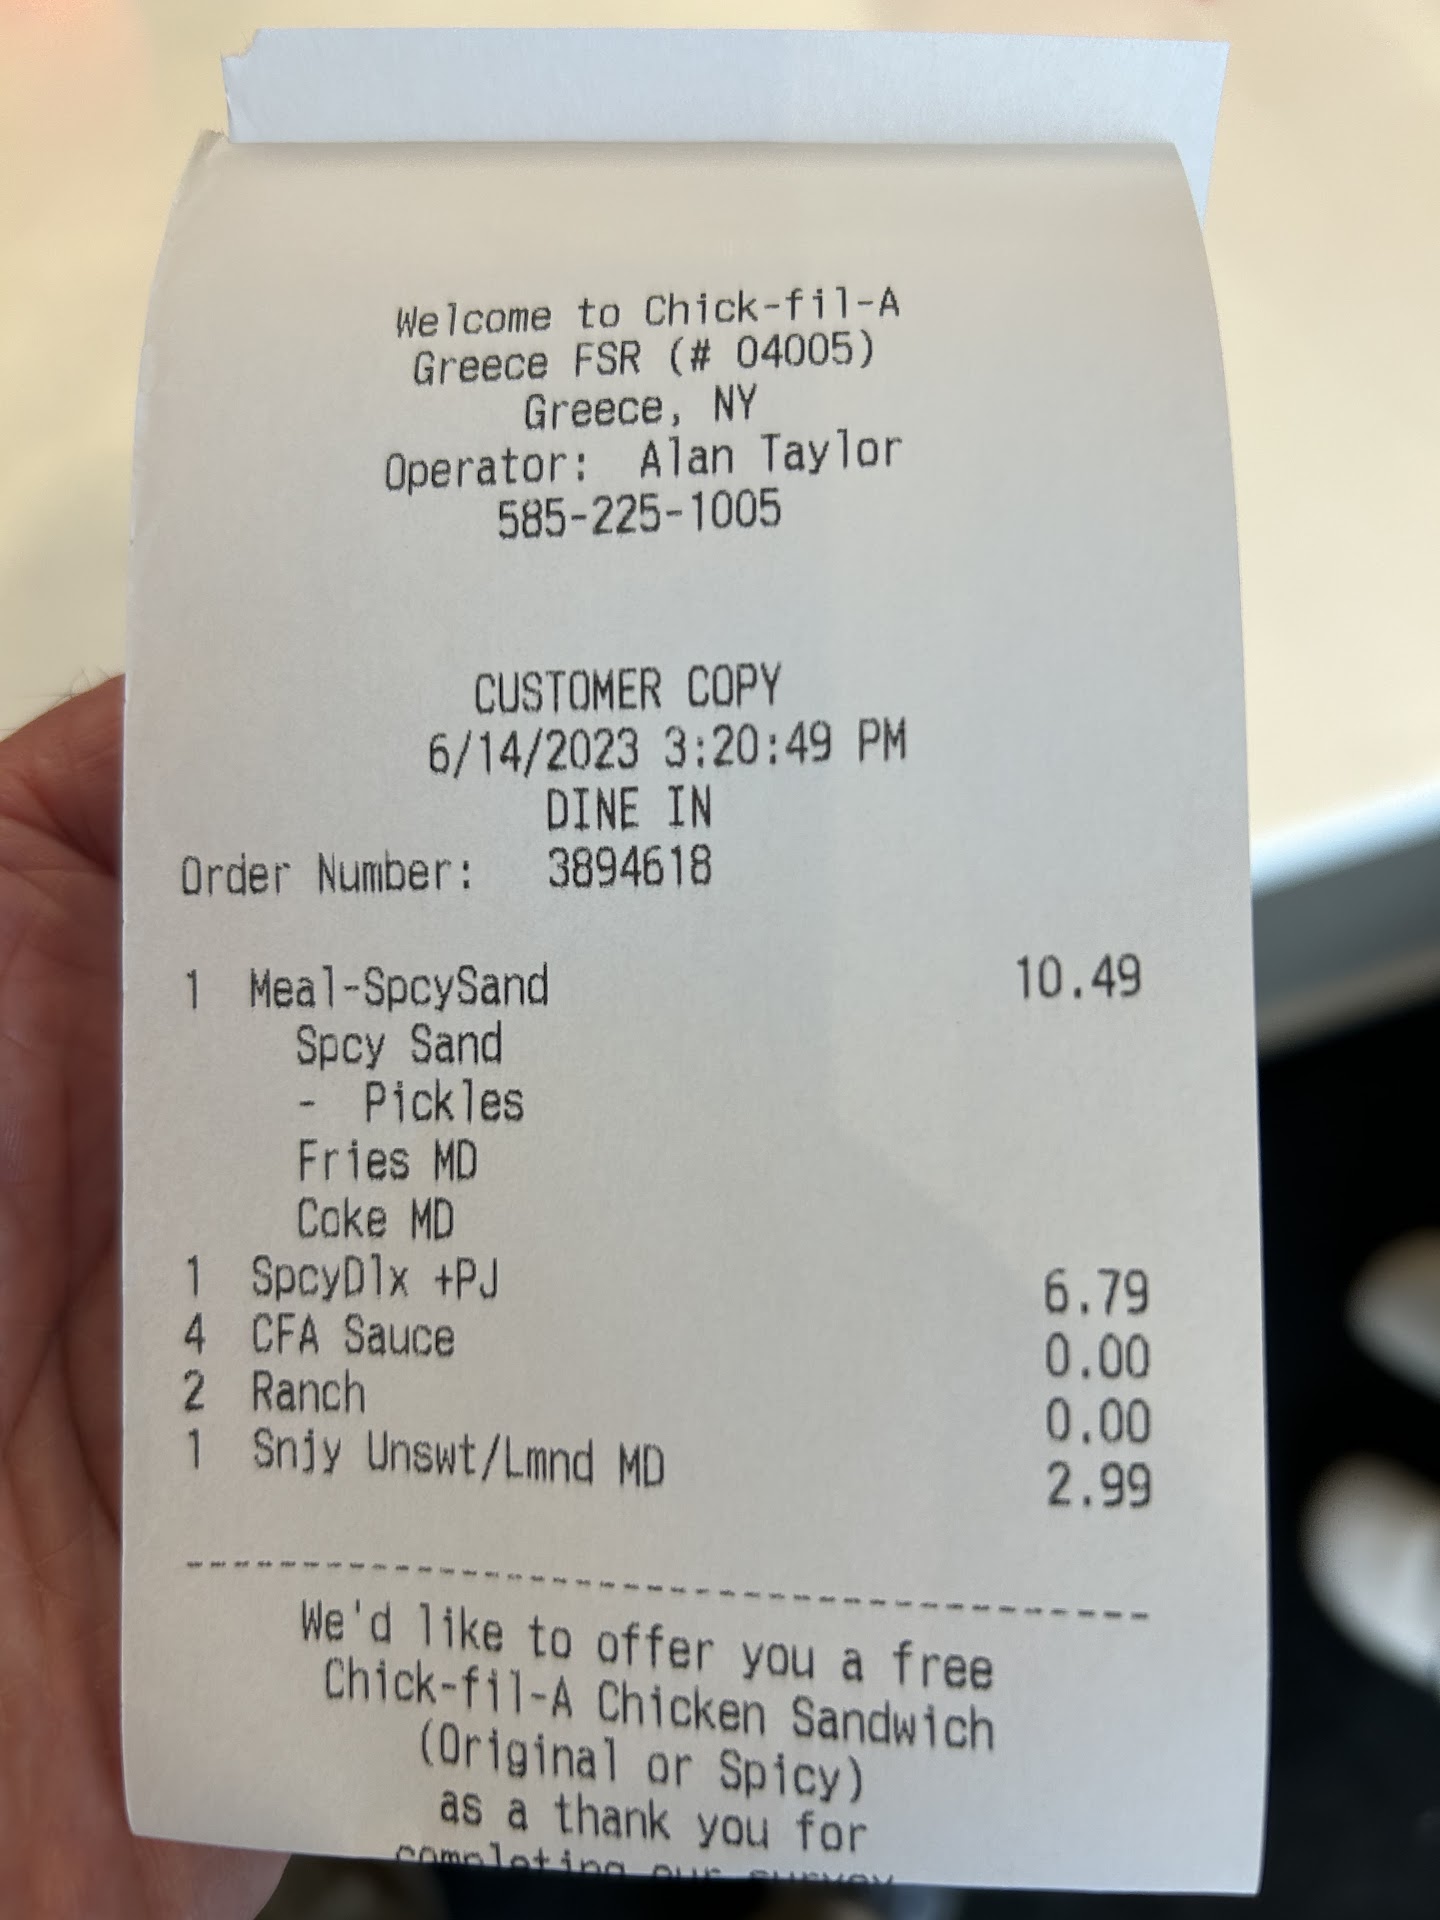 Welcome to Chick-fil-A
Greece FSR (# 04005)
Greece, NY
Operator: Alan Taylor
585-225-1005
CUSTOMER COPY
6/14/2023 3:20:49 PM
DINE IN
Order Number: 3894618
1 Meal-SpcySand 10.49
Spcy Sand
- Pickles
Fries MD
Coke MD
1 SpcyDlx +PJ 6.79
4 CFA Sauce 0.00
2 Ranch 0.00
1 Snjy Unswt/Lmnd MD 2.99
We'd like to offer you a free
Chick-fil-A Chicken Sandwich
(Original or Spicy)
as a thank you for
completing our survey